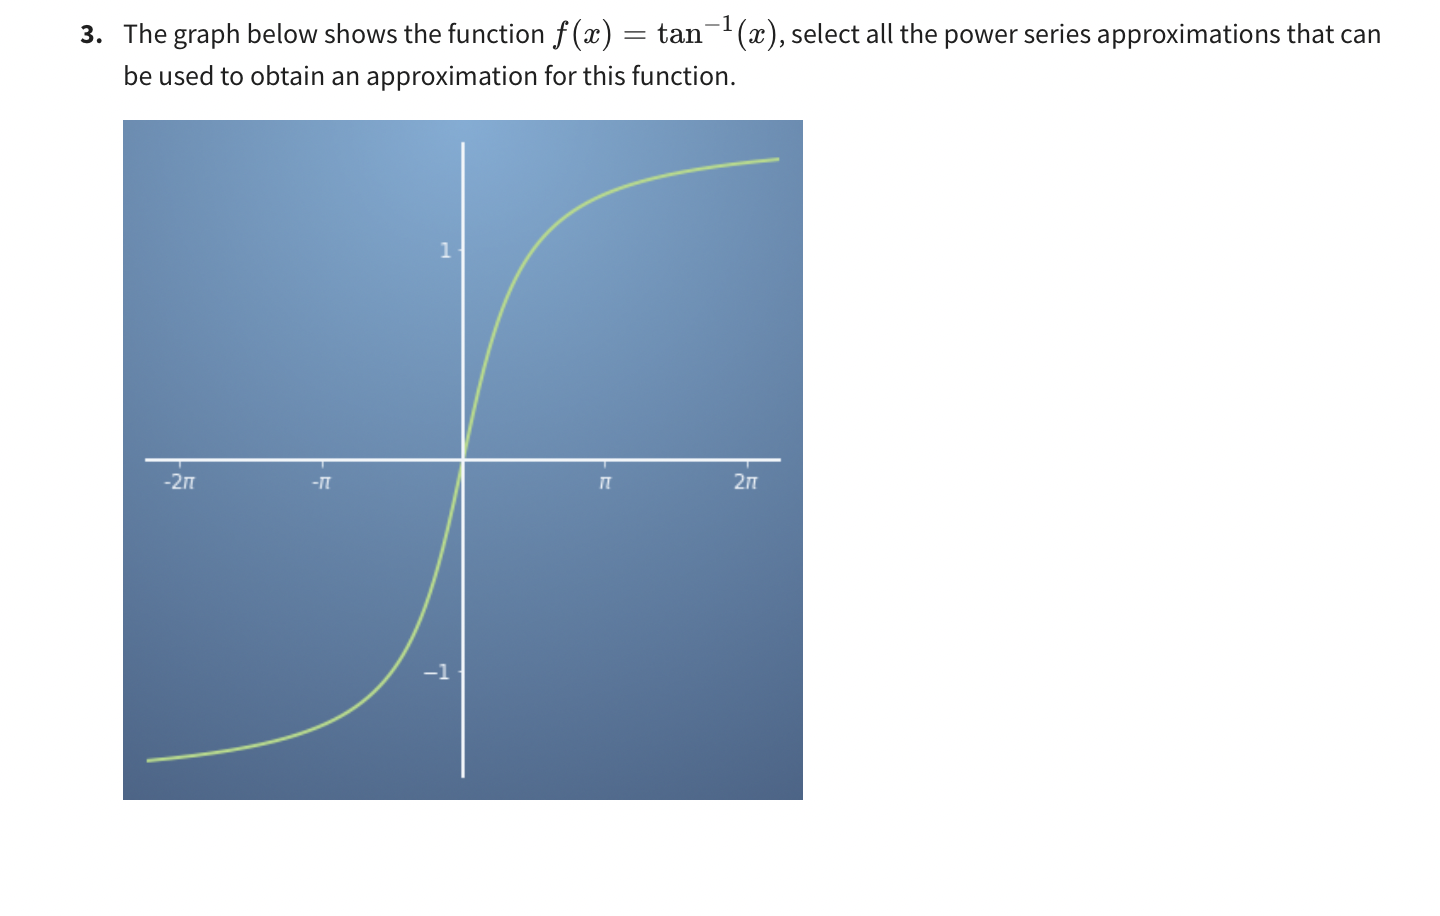 3. The graph below shows the function f(x) = tan⁻¹(x), select all the power series approximations that can
be used to obtain an approximation for this function.
1
-2π -π π 2π
−1